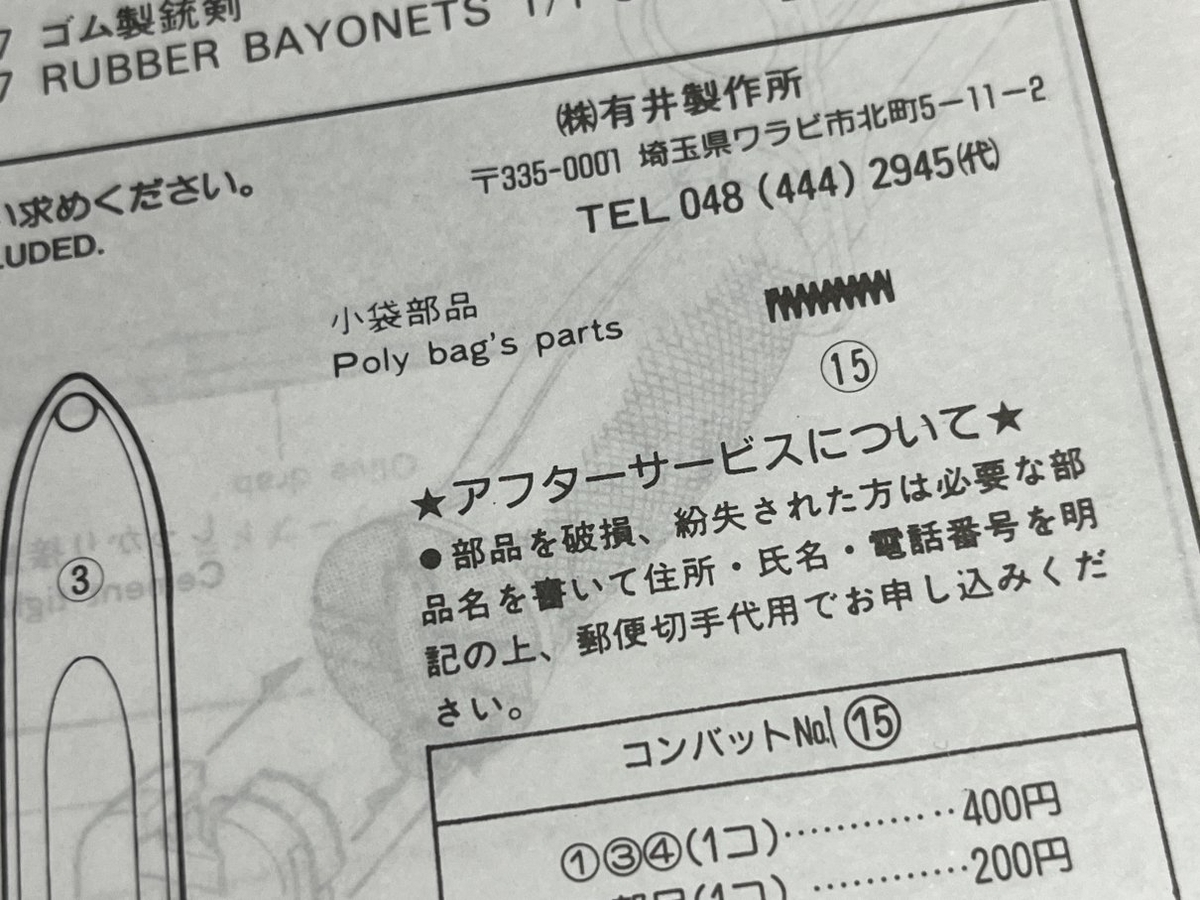 7 ゴム製銃剣
7 RUBBER BAYONETS 1/1
(株)有井製作所
〒335-0001 埼玉県ワラビ市北町5-11-2
TEL 048 (444) 2945(代)
い求めください。
LUDED.
小袋部品
Poly bag's parts
⑮
③
★アフターサービスについて★
●部品を破損、紛失された方は必要な部
品名を書いて住所・氏名・電話番号を明
記の上、郵便切手代用でお申し込みくだ
さい。
コンバットNo.1 ⑮
①③④(1コ)··············400円
部品(1コ)··············200円